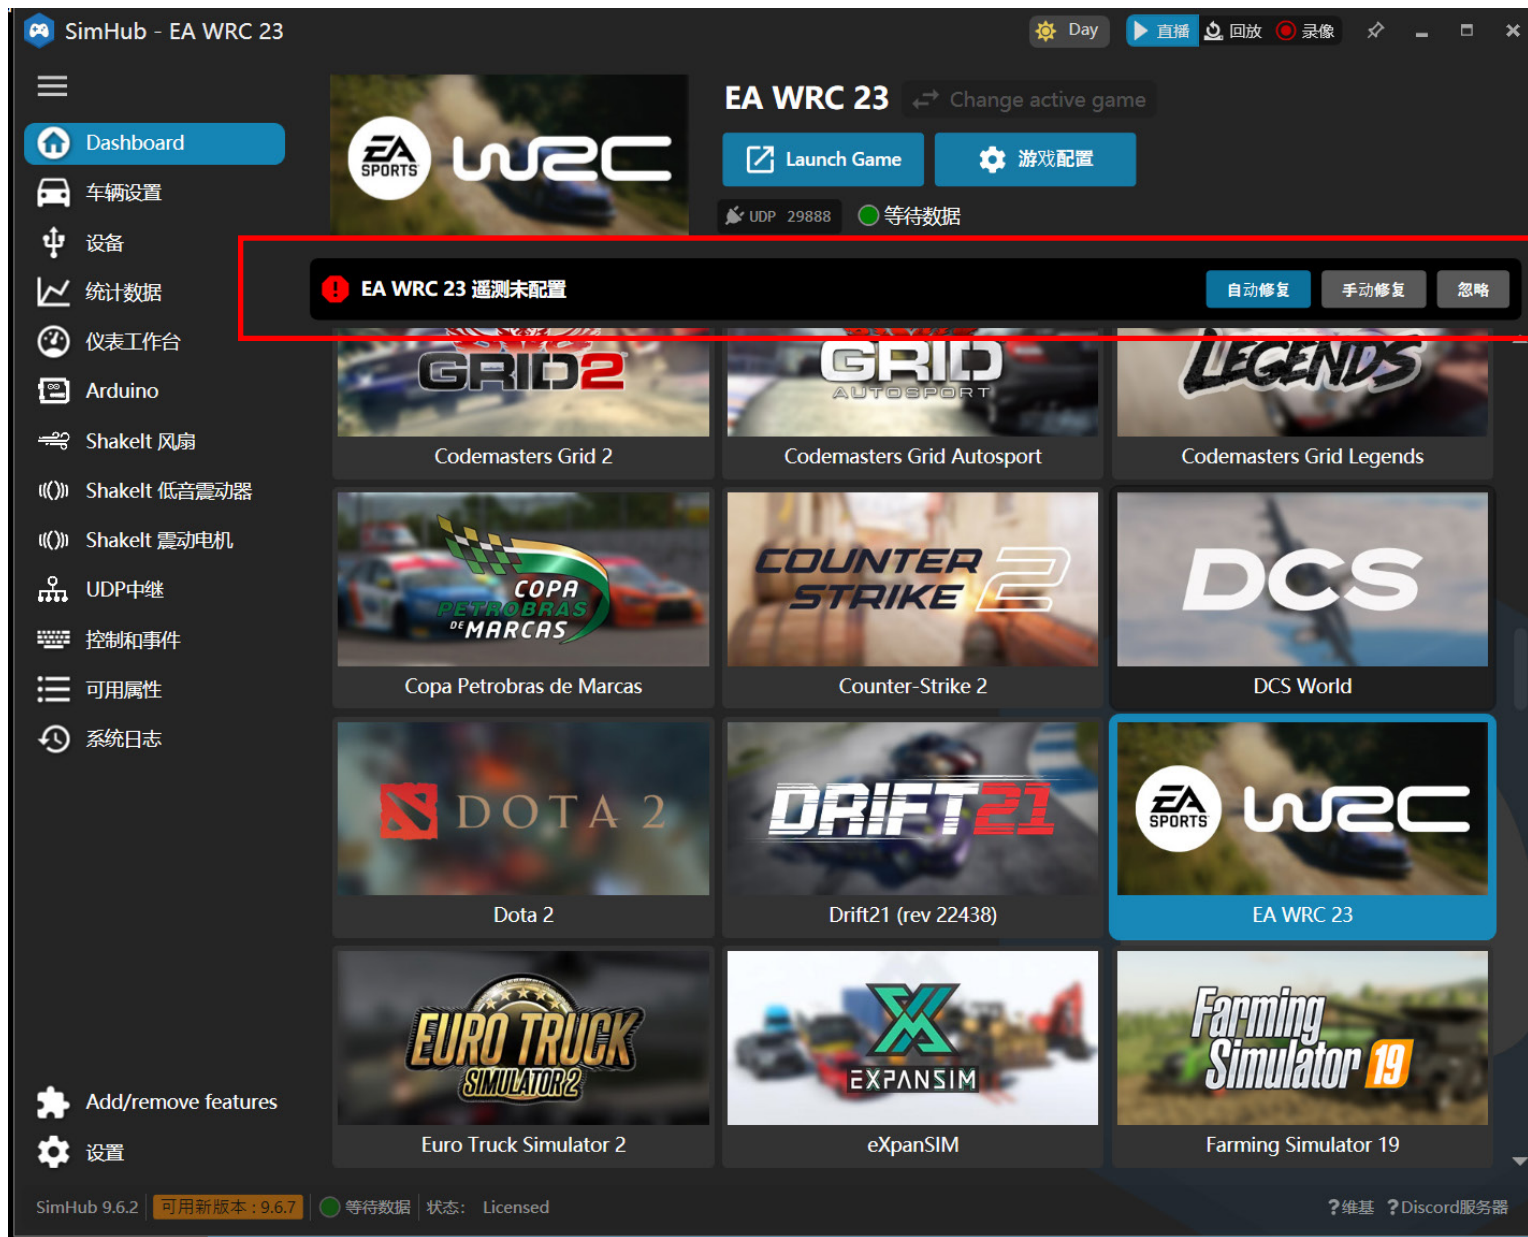 SimHub - EA WRC 23
Day
直播
回放
录像
EA SPORTS WRC
EA WRC 23
Change active game
Launch Game
游戏配置
UDP 29888
等待数据
EA WRC 23 遥测未配置
自动修复
手动修复
忽略
Dashboard
车辆设置
设备
统计数据
仪表工作台
Arduino
ShakeIt 风扇
ShakeIt 低音震动器
ShakeIt 震动电机
UDP中继
控制和事件
可用属性
系统日志
Add/remove features
设置
GRID2
GRID
AUTOSPORT
LEGENDS
Codemasters Grid 2
Codemasters Grid Autosport
Codemasters Grid Legends
COPA
PETROBRAS
DE MARCAS
COUNTER
STRIKE 2
DCS
Copa Petrobras de Marcas
Counter-Strike 2
DCS World
DOTA 2
DRIFT21
EA SPORTS WRC
Dota 2
Drift21 (rev 22438)
EA WRC 23
EURO TRUCK
SIMULATOR 2
EXPANSIM
Farming
Simulator 19
Euro Truck Simulator 2
eXpanSIM
Farming Simulator 19
SimHub 9.6.2
可用新版本 : 9.6.7
等待数据
状态: Licensed
?维基
?Discord服务器